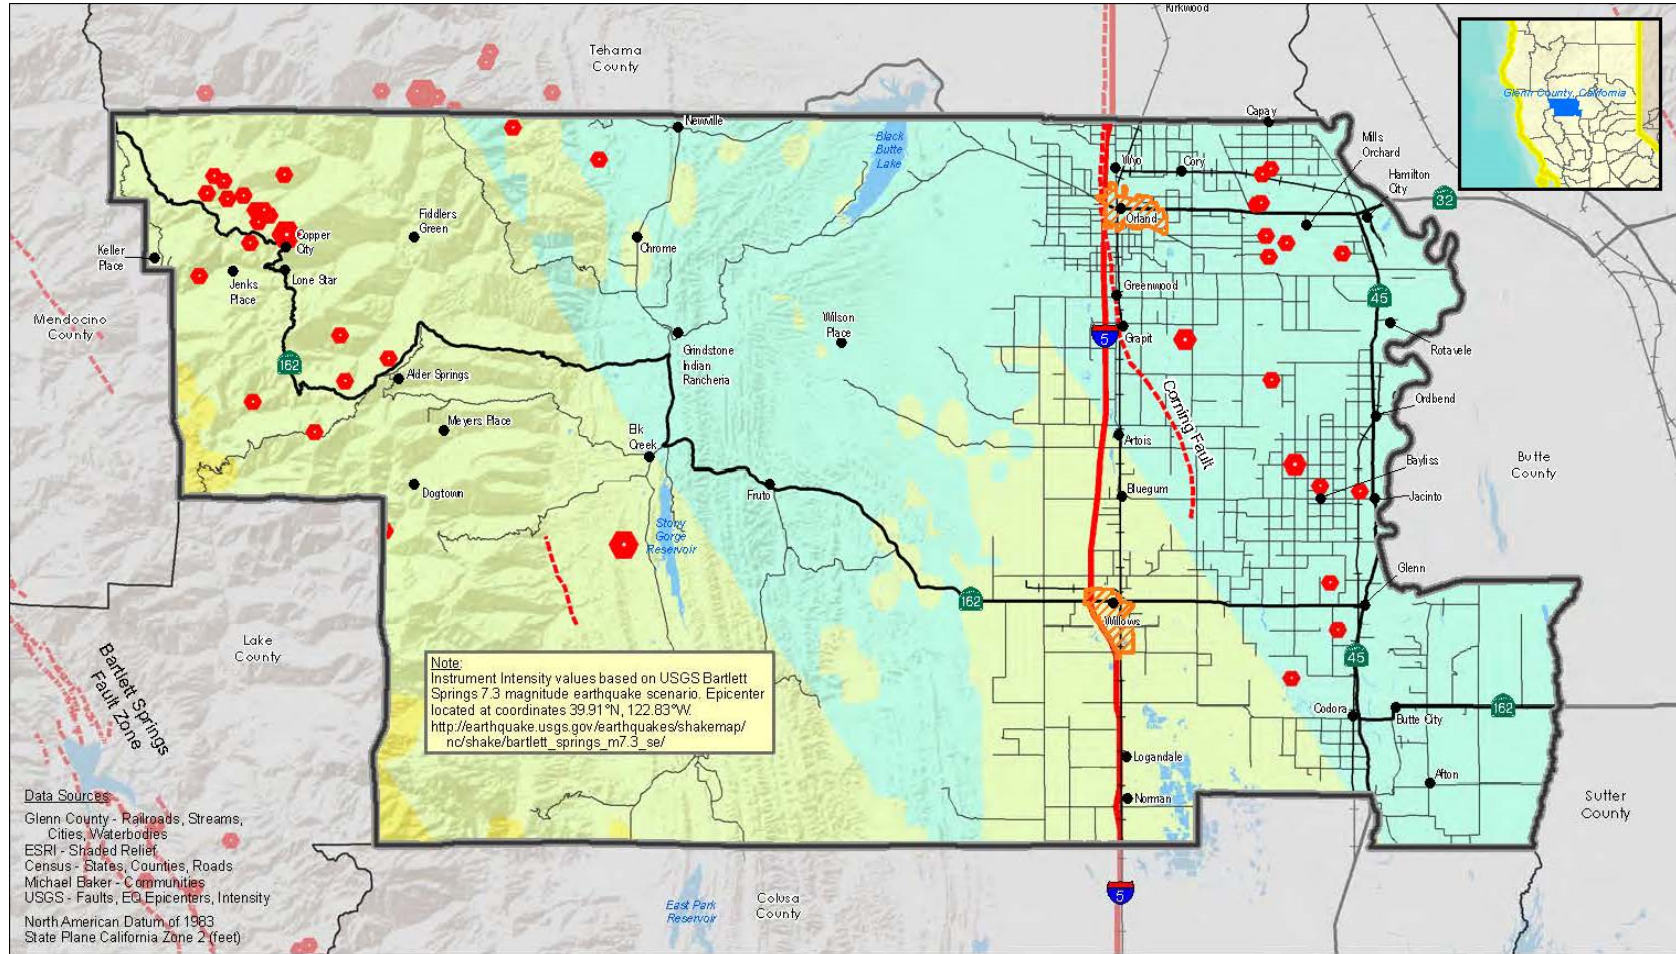 Kirkwood
Tehama
County
Glenn County, California
Capay
Newville
Black
Butte
Lake
Mills
Orchard
Wyo
Cory
Hamilton
City
32
Orland
Fiddlers
Green
Copper
City
Chrome
Keller
Place
Jenks
Place
Lone Star
Greenwood
45
Mendocino
County
Wilson
Place
5
Grapit
Rotavele
Grindstone
Indian
Rancheria
162
Alder Springs
Corning Fault
Ordbend
Meyers Place
Elk
Creek
Artois
Butte
County
Bayliss
Dogtown
Fruto
Bluegum
Jacinto
Stony
Gorge
Reservoir
Glenn
162
Willows
Lake
County
Bartlett Springs
Fault Zone
45
Note:
Instrument Intensity values based on USGS Bartlett
Springs 7.3 magnitude earthquake scenario. Epicenter
located at coordinates 39.91°N, 122.83°W.
http://earthquake.usgs.gov/earthquakes/shakemap/
nc/shake/bartlett_springs_m7.3_se/
Codora
Butte City
162
Logandale
Afton
Norman
Sutter
County
Data Sources:
Glenn County - Railroads, Streams,
Cities, Waterbodies
ESRI - Shaded Relief
Census - States, Counties, Roads
Michael Baker - Communities
USGS - Faults, EQ Epicenters, Intensity
North American Datum of 1983
State Plane California Zone 2 (feet)
East Park
Reservoir
Colusa
County
5